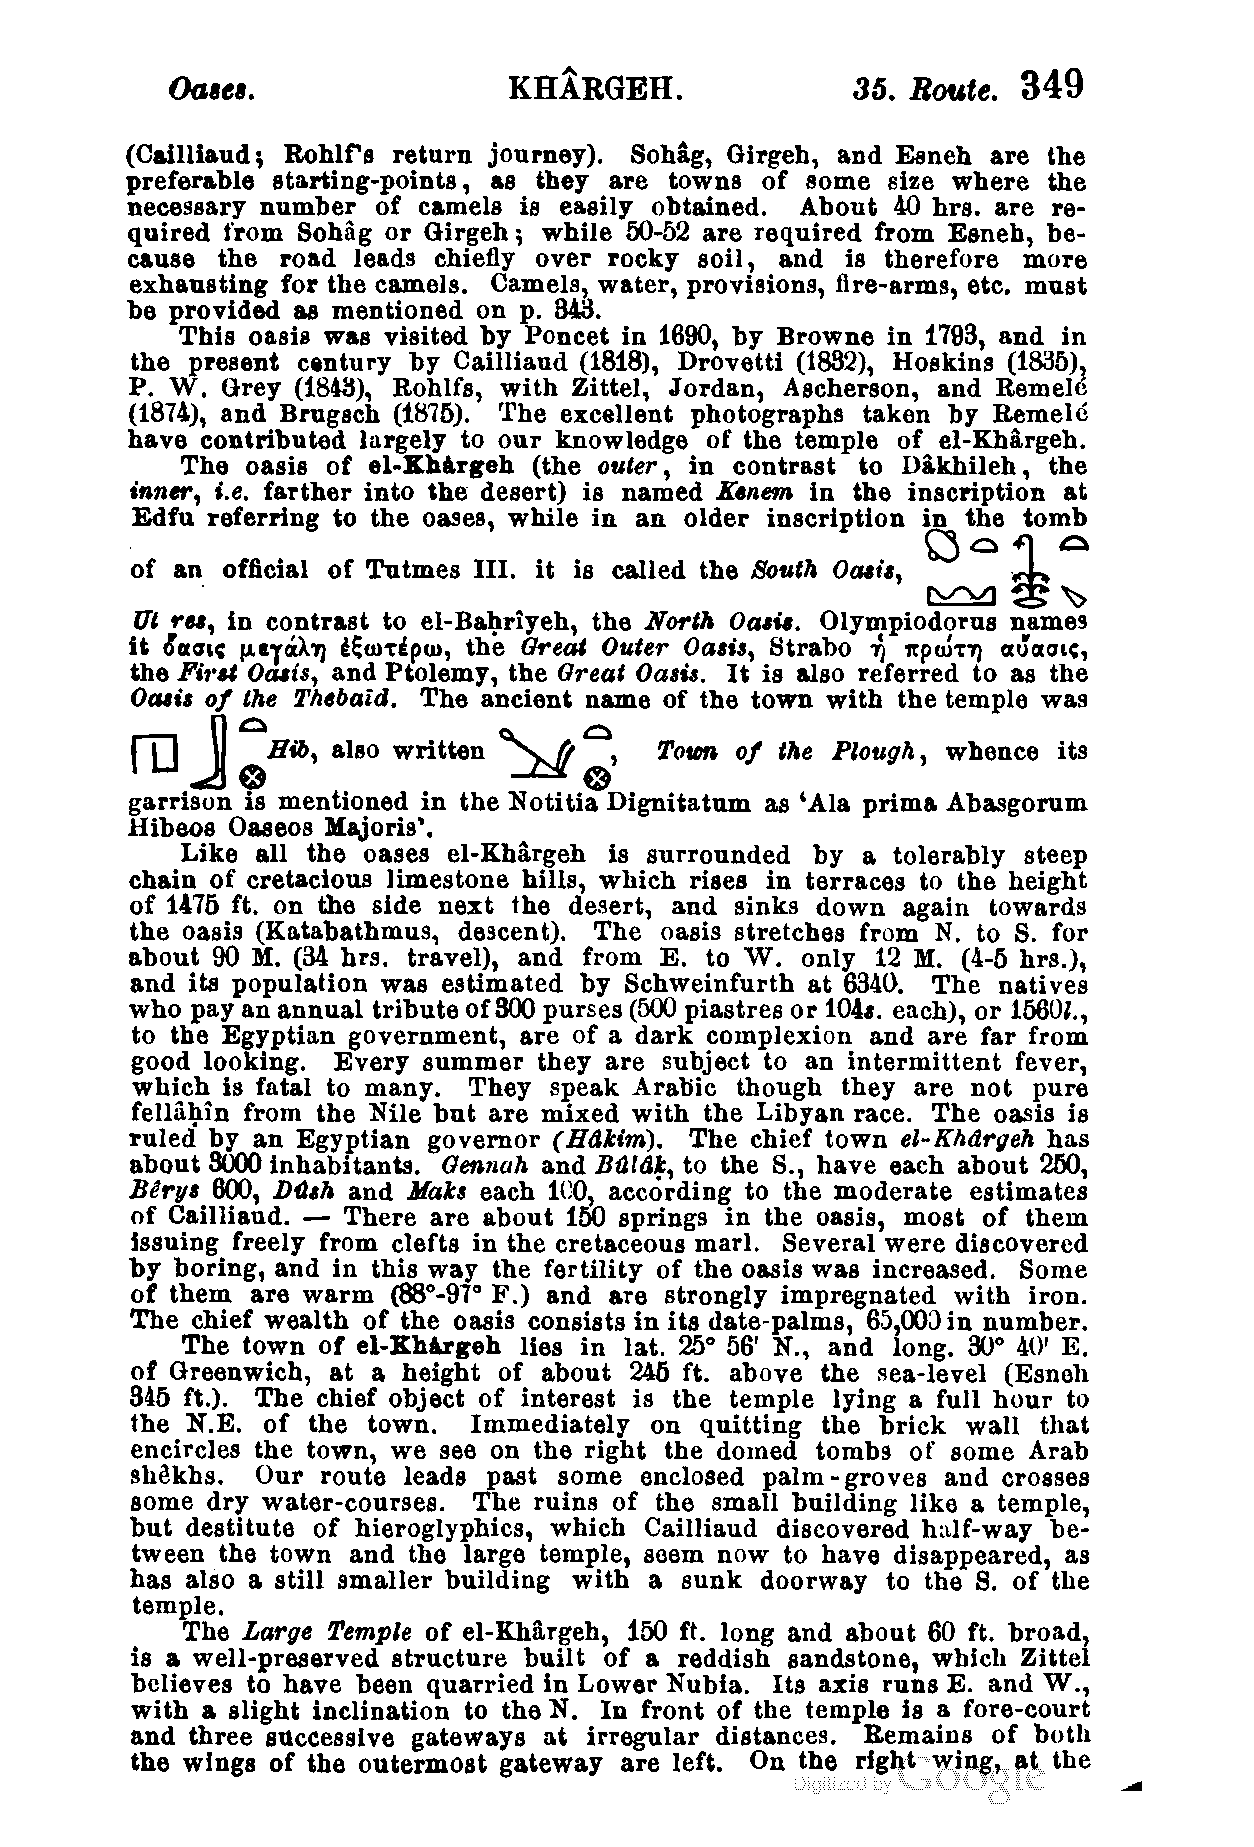 Oases. KHÂRGEH. 35. Route. 349
(Cailliaud; Rohlf's return journey). Sohâg, Girgeh, and Esneh are the
preferable starting-points, as they are towns of some size where the
necessary number of camels is easily obtained. About 40 hrs. are re-
quired from Sohâg or Girgeh; while 50-52 are required from Esneh, be-
cause the road leads chiefly over rocky soil, and is therefore more
exhausting for the camels. Camels, water, provisions, fire-arms, etc. must
be provided as mentioned on p. 343.
This oasis was visited by Poncet in 1690, by Browne in 1793, and in
the present century by Cailliaud (1818), Drovetti (1832), Hoskins (1835),
P. W. Grey (1843), Rohlfs, with Zittel, Jordan, Ascherson, and Remelé
(1874), and Brugsch (1875). The excellent photographs taken by Remelé
have contributed largely to our knowledge of the temple of el-Khârgeh.
The oasis of el-Khârgeh (the outer, in contrast to Dâkhileh, the
inner, i.e. farther into the desert) is named Kenem in the inscription at
Edfu referring to the oases, while in an older inscription in the tomb
of an official of Tutmes III. it is called the South Oasis,
Ut res, in contrast to el-Baḥrîyeh, the North Oasis. Olympiodorus names
it ὄασις μεγάλη ἐξωτέρω, the Great Outer Oasis, Strabo ἡ πρώτη αὔασις,
the First Oasis, and Ptolemy, the Great Oasis. It is also referred to as the
Oasis of the Thebaïd. The ancient name of the town with the temple was
Hib, also written , Town of the Plough, whence its
garrison is mentioned in the Notitia Dignitatum as ‘Ala prima Abasgorum
Hibeos Oaseos Majoris’.
Like all the oases el-Khârgeh is surrounded by a tolerably steep
chain of cretacious limestone hills, which rises in terraces to the height
of 1475 ft. on the side next the desert, and sinks down again towards
the oasis (Katabathmus, descent). The oasis stretches from N. to S. for
about 90 M. (34 hrs. travel), and from E. to W. only 12 M. (4-5 hrs.),
and its population was estimated by Schweinfurth at 6340. The natives
who pay an annual tribute of 300 purses (500 piastres or 104s. each), or 1560l.,
to the Egyptian government, are of a dark complexion and are far from
good looking. Every summer they are subject to an intermittent fever,
which is fatal to many. They speak Arabic though they are not pure
fellâḥîn from the Nile but are mixed with the Libyan race. The oasis is
ruled by an Egyptian governor (Hâkim). The chief town el-Khârgeh has
about 3000 inhabitants. Gennah and Bûlâḳ, to the S., have each about 250,
Bêrys 600, Dûsh and Maks each 100, according to the moderate estimates
of Cailliaud. — There are about 150 springs in the oasis, most of them
issuing freely from clefts in the cretaceous marl. Several were discovered
by boring, and in this way the fertility of the oasis was increased. Some
of them are warm (88°-97° F.) and are strongly impregnated with iron.
The chief wealth of the oasis consists in its date-palms, 65,000 in number.
The town of el-Khârgeh lies in lat. 25° 56' N., and long. 30° 40' E.
of Greenwich, at a height of about 245 ft. above the sea-level (Esneh
345 ft.). The chief object of interest is the temple lying a full hour to
the N.E. of the town. Immediately on quitting the brick wall that
encircles the town, we see on the right the domed tombs of some Arab
shêkhs. Our route leads past some enclosed palm-groves and crosses
some dry water-courses. The ruins of the small building like a temple,
but destitute of hieroglyphics, which Cailliaud discovered half-way be-
tween the town and the large temple, seem now to have disappeared, as
has also a still smaller building with a sunk doorway to the S. of the
temple.
The Large Temple of el-Khârgeh, 150 ft. long and about 60 ft. broad,
is a well-preserved structure built of a reddish sandstone, which Zittel
believes to have been quarried in Lower Nubia. Its axis runs E. and W.,
with a slight inclination to the N. In front of the temple is a fore-court
and three successive gateways at irregular distances. Remains of both
the wings of the outermost gateway are left. On the right wing, at the
Digitized by Google